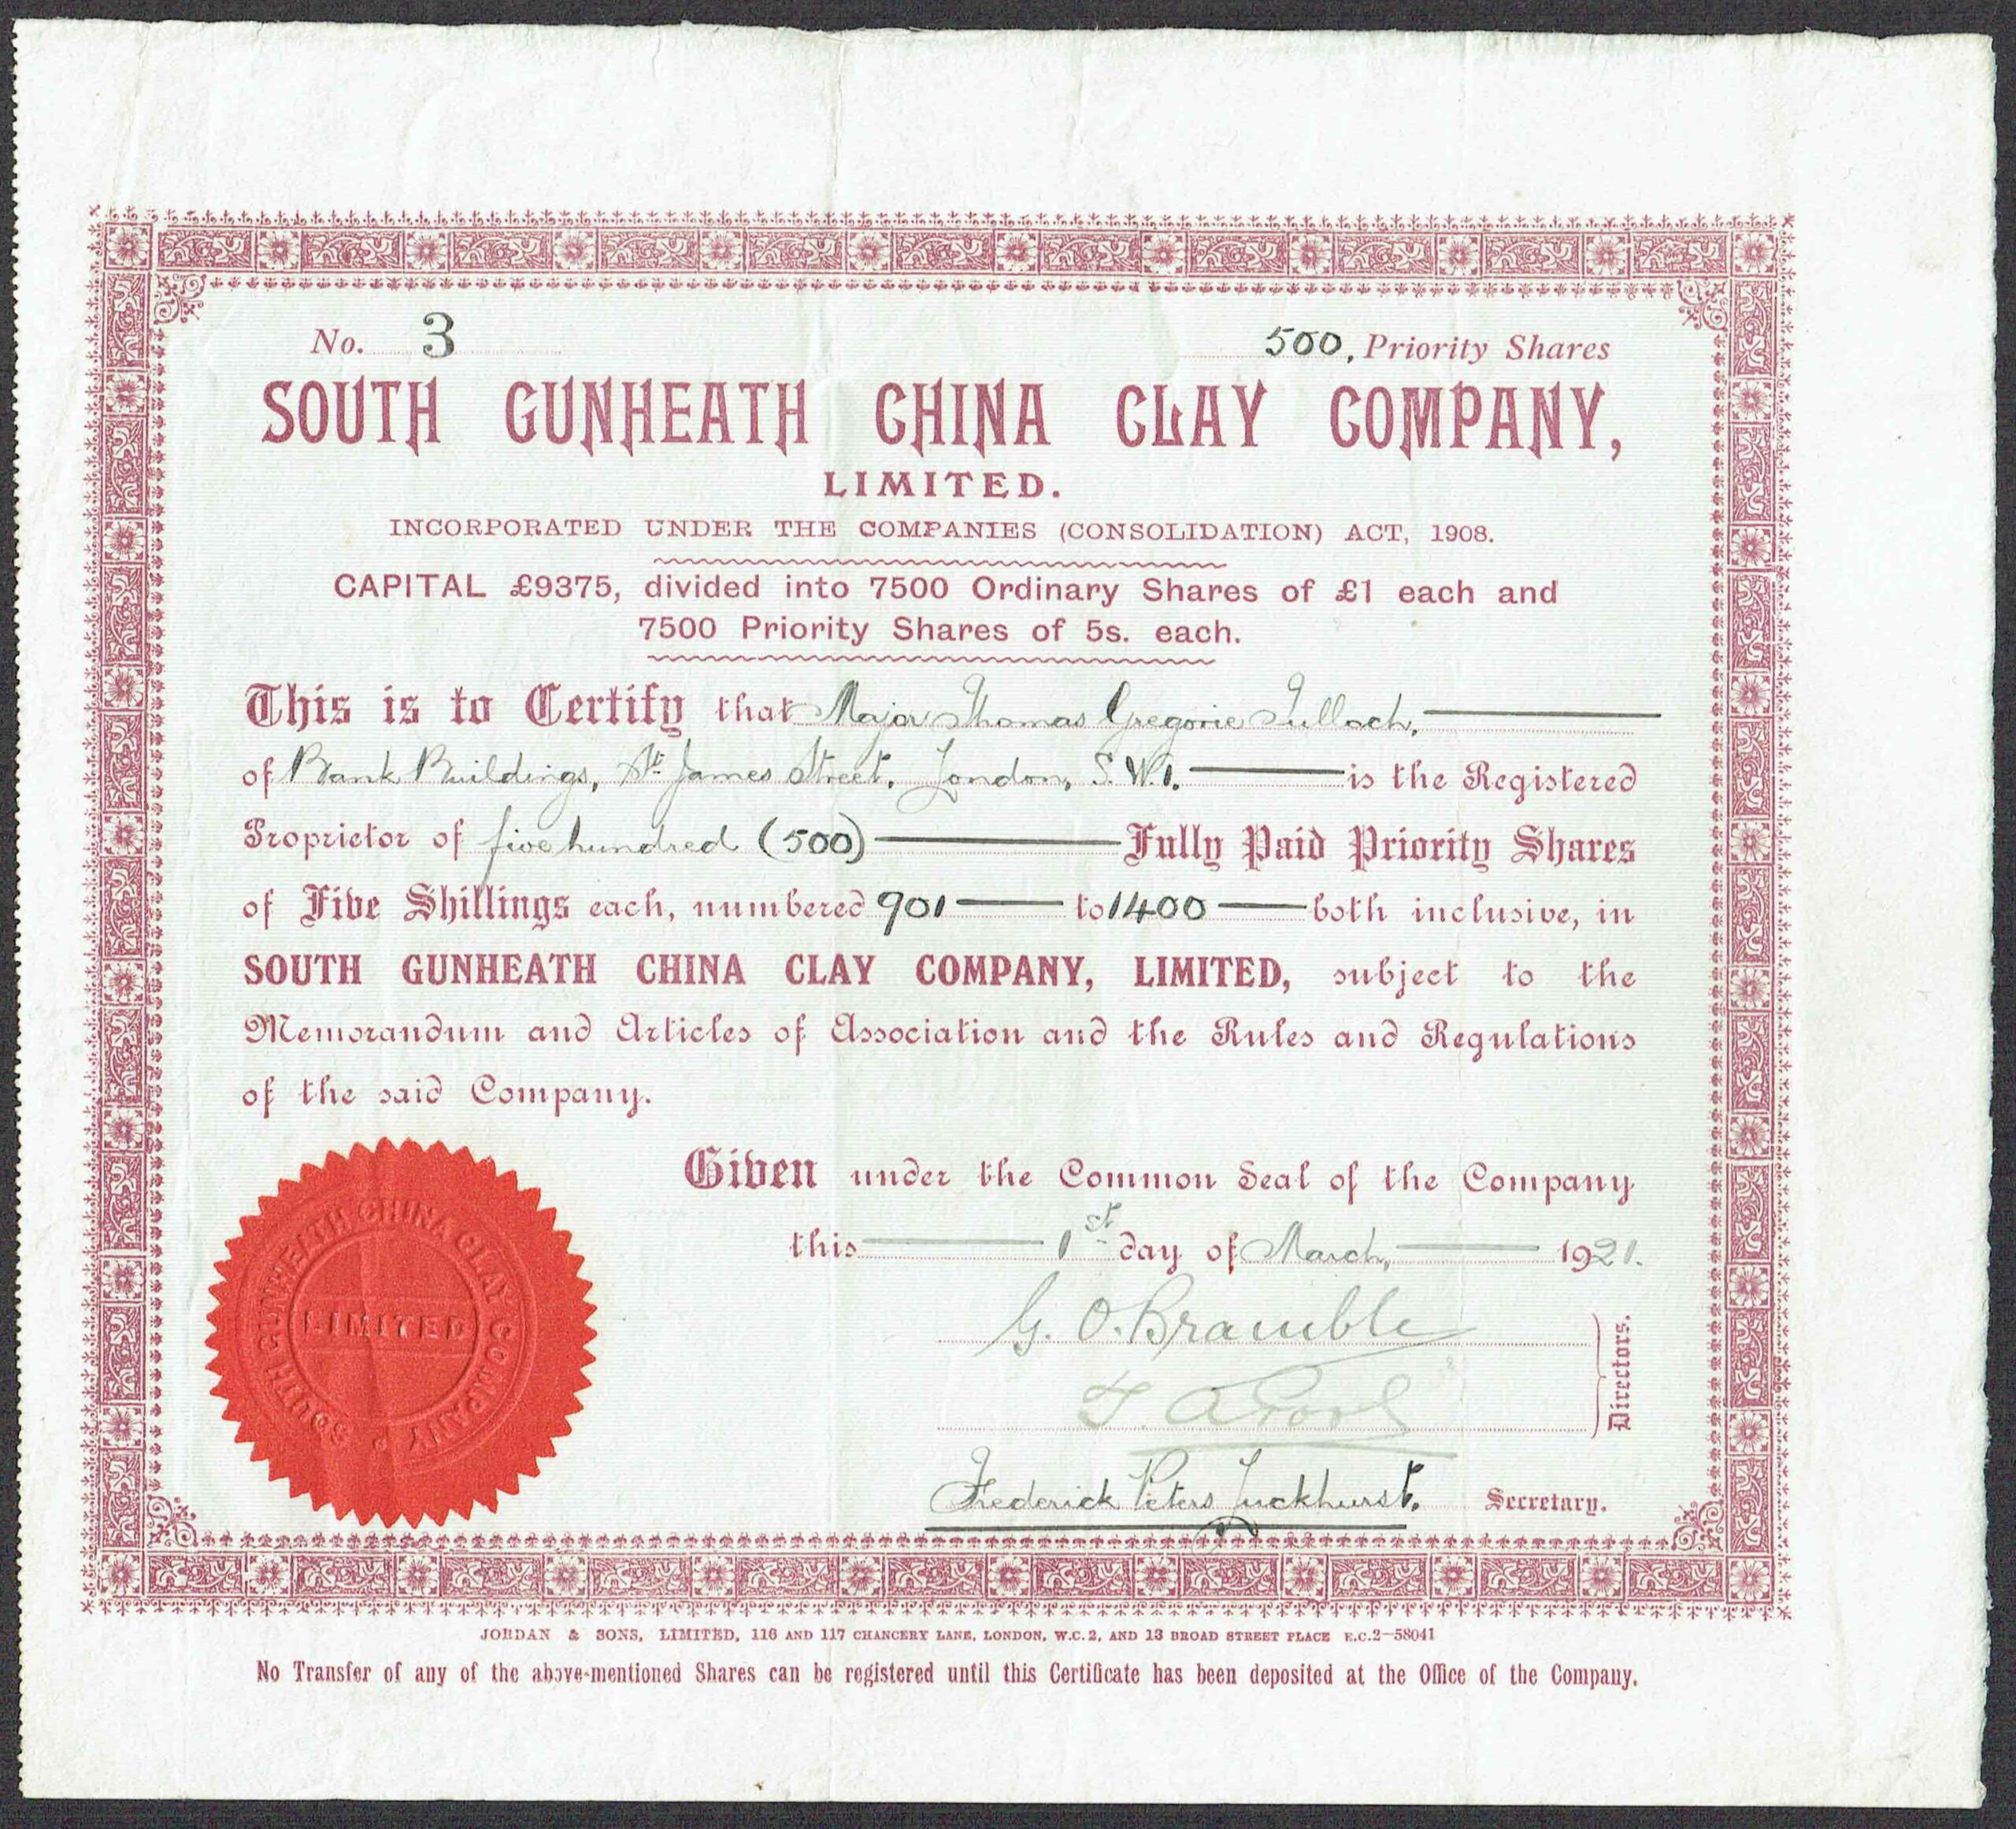 No. 3 500, Priority Shares
SOUTH GUNHEATH CHINA CLAY COMPANY,
LIMITED.
INCORPORATED UNDER THE COMPANIES (CONSOLIDATION) ACT, 1908.
CAPITAL £9375, divided into 7500 Ordinary Shares of £1 each and
7500 Priority Shares of 5s. each.
This is to Certify that Major Thomas Gregorie Tulloch,
of Bank Buildings, St. James Street, London, S.W.1. is the Registered
Proprietor of five hundred (500) Fully Paid Priority Shares
of Five Shillings each, numbered 901 to 1400 both inclusive, in
SOUTH GUNHEATH CHINA CLAY COMPANY, LIMITED, subject to the
Memorandum and Articles of Association and the Rules and Regulations
of the said Company.
Given under the Common Seal of the Company
this 1st day of March, 1921.
SOUTH GUNHEATH CHINA CLAY COMPANY
LIMITED
G. O. Bramble
Directors.
Frederick Peters Tuckhurst. Secretary.
JORDAN & SONS, LIMITED, 116 AND 117 CHANCERY LANE, LONDON, W.C.2, AND 13 BROAD STREET PLACE E.C.2—58041
No Transfer of any of the above-mentioned Shares can be registered until this Certificate has been deposited at the Office of the Company.